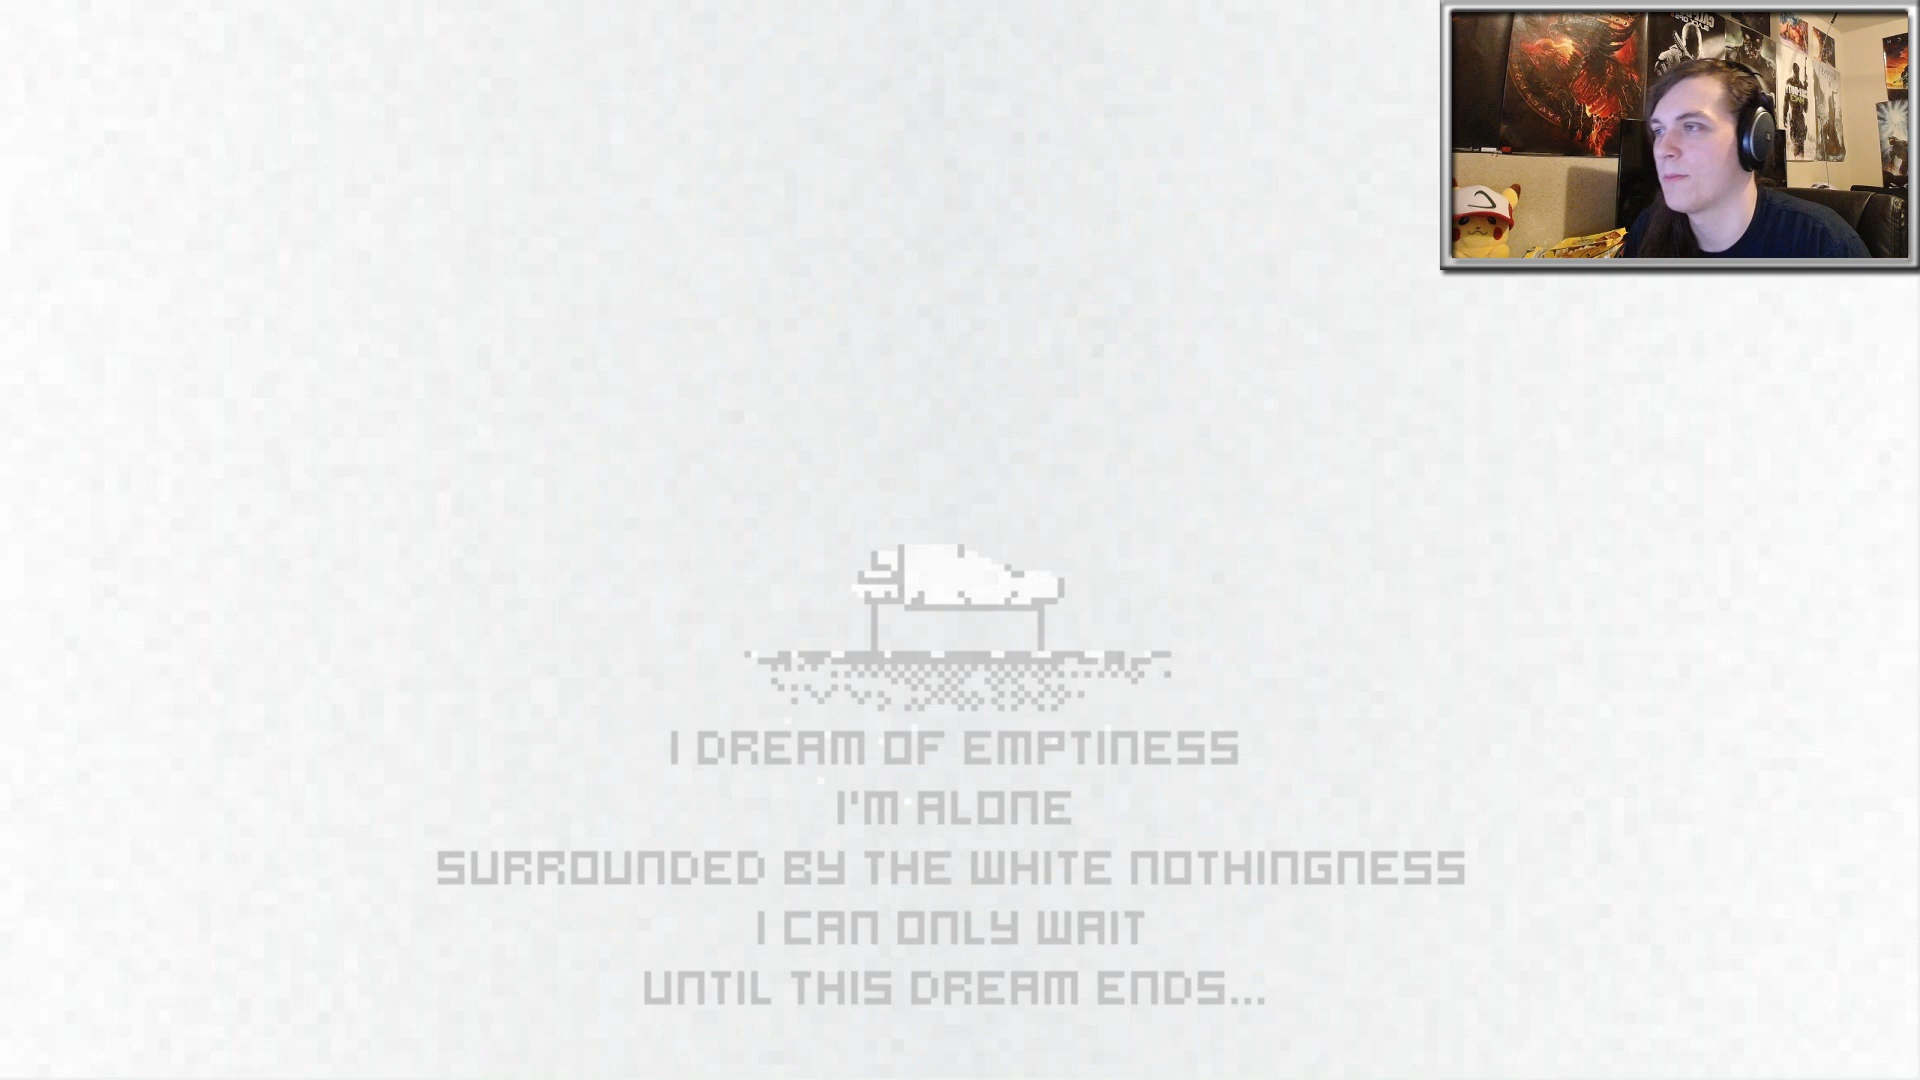 I DREAM OF EMPTINESS
I'M ALONE
SURROUNDED BY THE WHITE NOTHINGNESS
I CAN ONLY WAIT
UNTIL THIS DREAM ENDS...